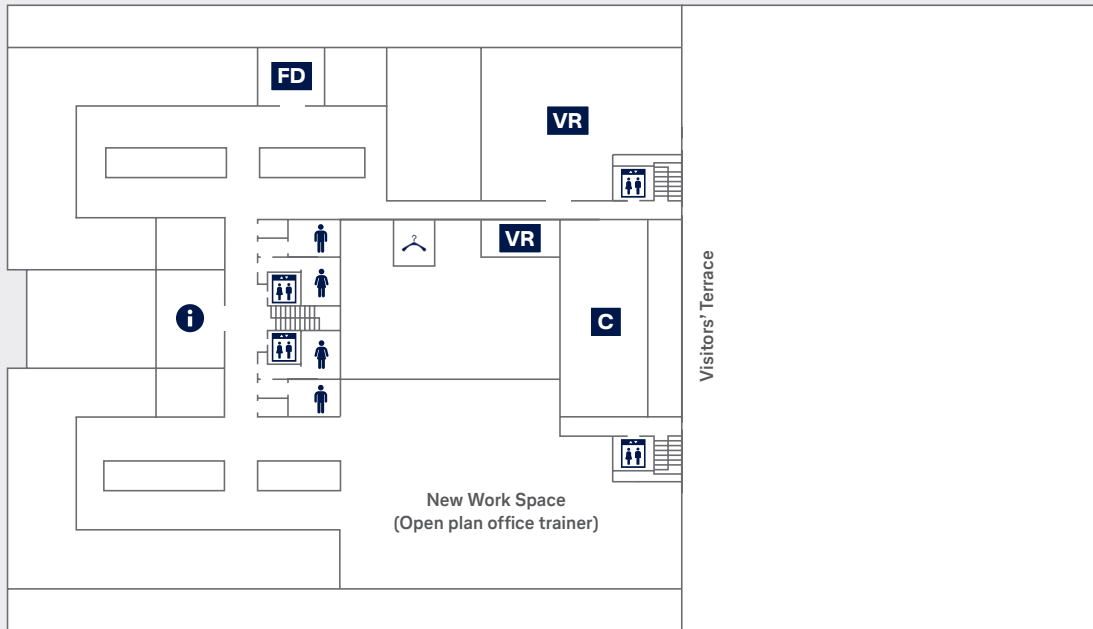 FD
VR
VR
i
C
Visitors' Terrace
New Work Space
(Open plan office trainer)